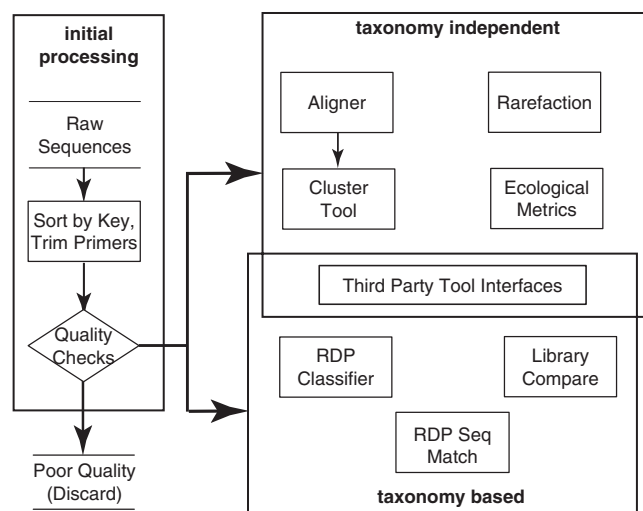 initial
processing
Raw
Sequences
Sort by Key,
Trim Primers
Quality
Checks
Poor Quality
(Discard)
taxonomy independent
Aligner
Rarefaction
Cluster
Tool
Ecological
Metrics
Third Party Tool Interfaces
RDP
Classifier
Library
Compare
RDP Seq
Match
taxonomy based